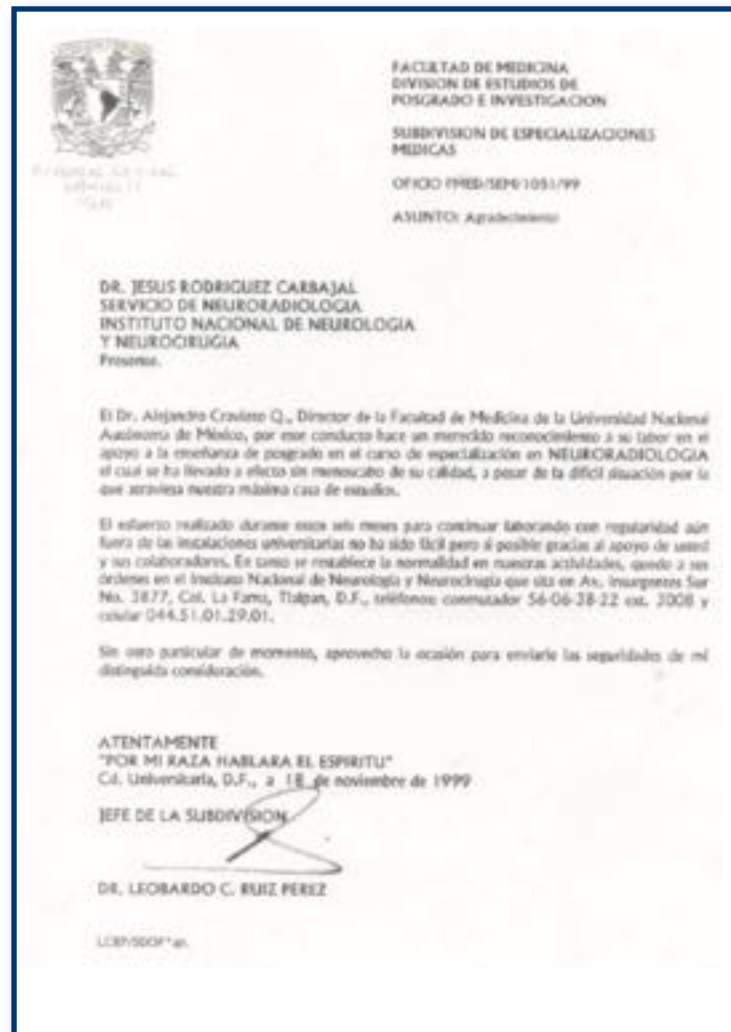 FACULTAD DE MEDICINA
DIVISION DE ESTUDIOS DE
POSGRADO E INVESTIGACION
SUBDIVISION DE ESPECIALIZACIONES
MEDICAS
OFICIO FMED/SEM/1051/99
ASUNTO: Agradecimiento
DR. JESUS RODRIGUEZ CARBAJAL
SERVICIO DE NEURORADIOLOGIA
INSTITUTO NACIONAL DE NEUROLOGIA
Y NEUROCIRUGIA
Presente.
El Dr. Alejandro Cravioto Q., Director de la Facultad de Medicina de la Universidad Nacional
Autónoma de México, por este conducto hace un merecido reconocimiento a su labor en el
apoyo a la enseñanza de posgrado en el curso de especialización en NEURORADIOLOGIA
el cual se ha llevado a efecto sin menoscabo de su calidad, a pesar de la difícil situación por la
que atraviesa nuestra máxima casa de estudios.
El esfuerzo realizado durante estos seis meses para continuar laborando con regularidad aún
fuera de las instalaciones universitarias no ha sido fácil pero sí posible gracias al apoyo de usted
y sus colaboradores. En tanto se restablece la normalidad en nuestras actividades, quedo a sus
órdenes en el Instituto Nacional de Neurología y Neurocirugía que sita en Av. Insurgentes Sur
No. 3877, Col. La Fama, Tlalpan, D.F., teléfonos: conmutador 56-06-38-22 ext. 3008 y
celular 044.51.01.29.01.
Sin otro particular de momento, aprovecho la ocasión para enviarle las seguridades de mi
distinguida consideración.
ATENTAMENTE
"POR MI RAZA HABLARA EL ESPIRITU"
Cd. Universitaria, D.F., a 18 de noviembre de 1999
JEFE DE LA SUBDIVISION
DR. LEOBARDO C. RUIZ PEREZ